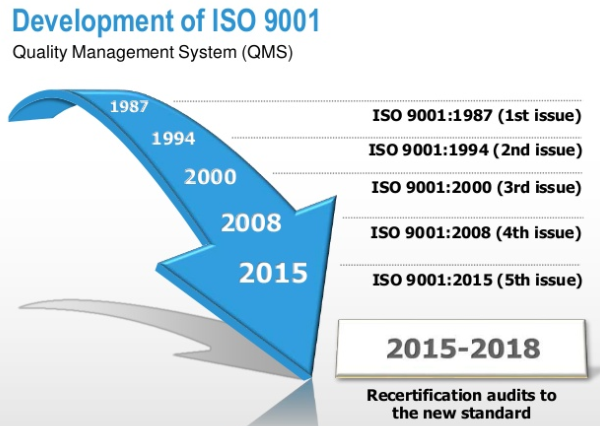 Development of ISO 9001
Quality Management System (QMS)
1987
ISO 9001:1987 (1st issue)
1994
ISO 9001:1994 (2nd issue)
2000
ISO 9001:2000 (3rd issue)
2008
ISO 9001:2008 (4th issue)
2015
ISO 9001:2015 (5th issue)
2015-2018
Recertification audits to
the new standard